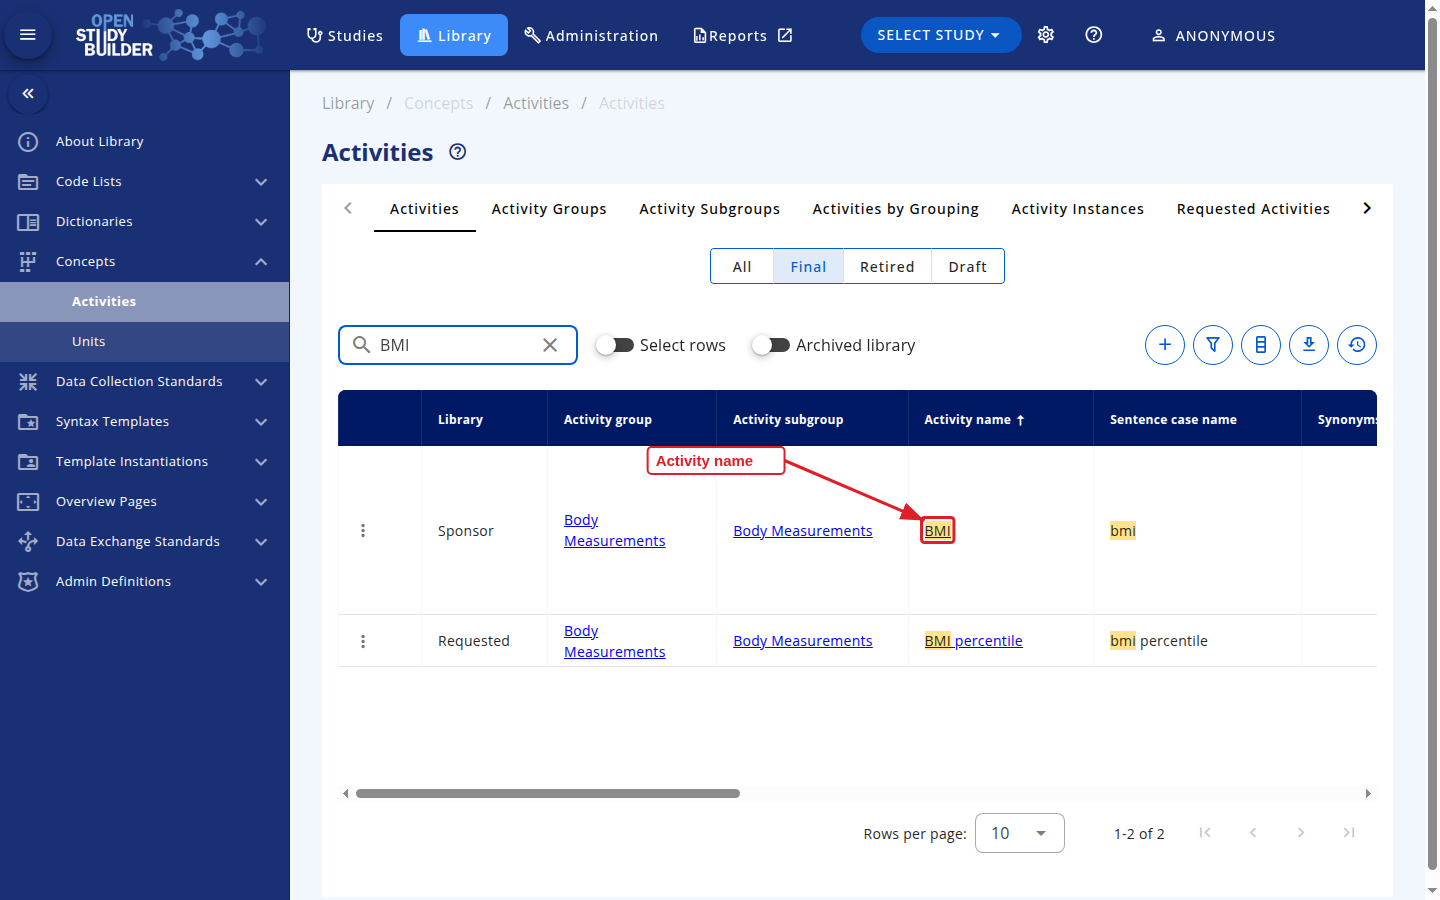 OPEN
STUDY
BUILDER
Studies
Library
Administration
Reports
SELECT STUDY
ANONYMOUS
About Library
Code Lists
Dictionaries
Concepts
Activities
Units
Data Collection Standards
Syntax Templates
Template Instantiations
Overview Pages
Data Exchange Standards
Admin Definitions
Library / Concepts / Activities / Activities
Activities
Activities Activity Groups Activity Subgroups Activities by Grouping Activity Instances Requested Activities
All Final Retired Draft
BMI
Select rows
Archived library
Library Activity group Activity subgroup Activity name ↑ Sentence case name Synonyms
Activity name
Sponsor Body Measurements Body Measurements BMI bmi
Requested Body Measurements Body Measurements BMI percentile bmi percentile
Rows per page: 10 1-2 of 2